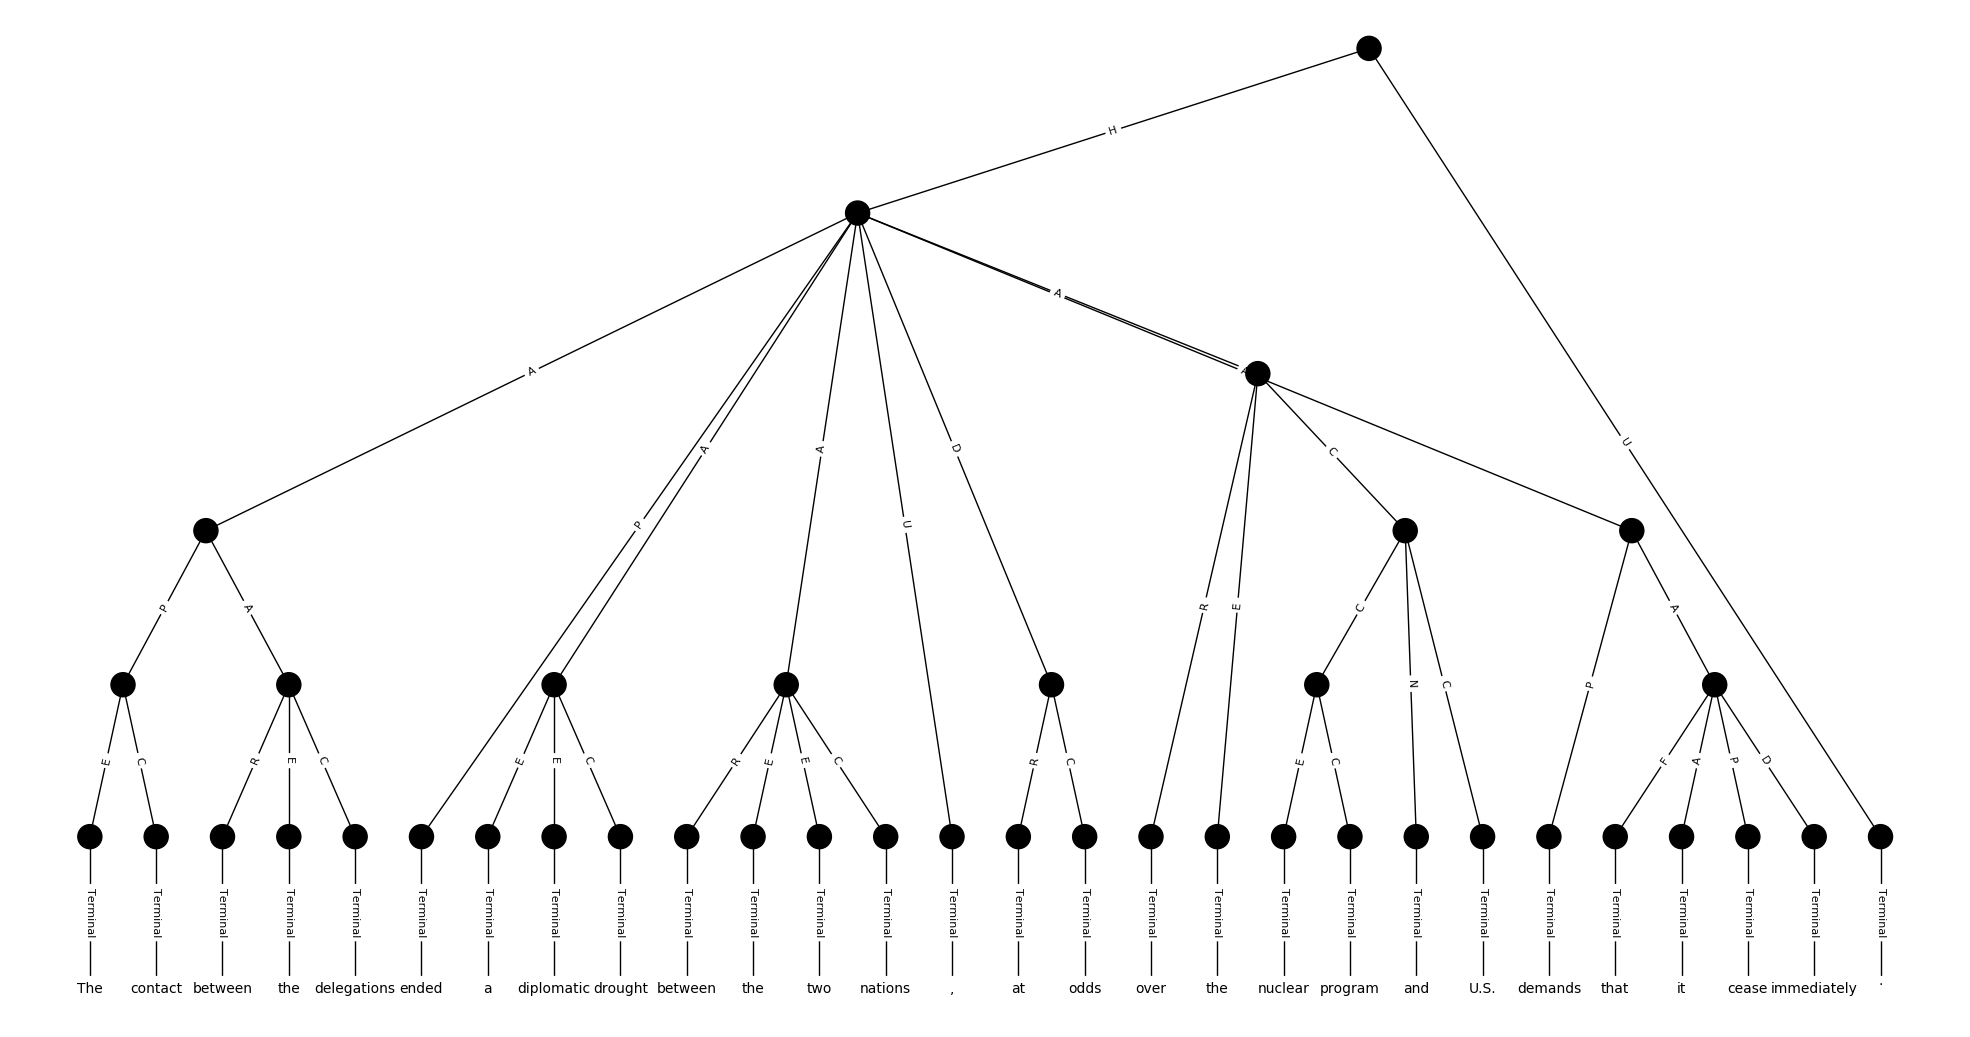 H
A
A
A
U
C
P
A
A
D
P
U
P
A
R
E
C
A
P
N
C
E
C
R
E
C
E
E
C
R
E
E
C
R
C
E
C
F
A
P
D
Terminal Terminal Terminal Terminal Terminal Terminal Terminal Terminal Terminal Terminal Terminal Terminal Terminal Terminal Terminal Terminal Terminal Terminal Terminal Terminal Terminal Terminal Terminal Terminal Terminal Terminal Terminal Terminal
The contact between the delegations ended a diplomatic drought between the two nations , at odds over the nuclear program and U.S. demands that it cease immediately .